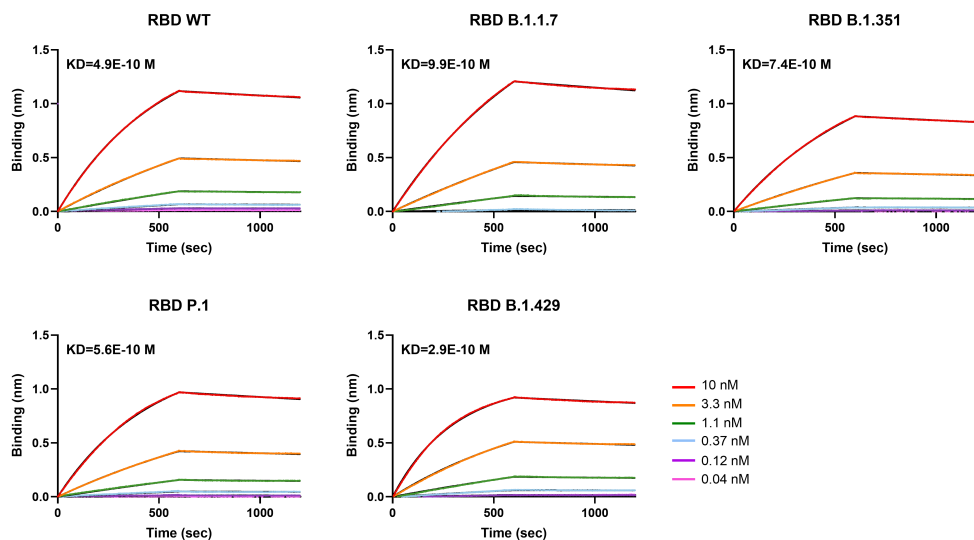 RBD WT
1.5
1.0
0.5
0.0
Binding (nm)
KD=4.9E-10 M
0
500
1000
Time (sec)
RBD B.1.1.7
1.5
1.0
0.5
0.0
Binding (nm)
KD=9.9E-10 M
0
500
1000
Time (sec)
RBD B.1.351
1.5
1.0
0.5
0.0
Binding (nm)
KD=7.4E-10 M
0
500
1000
Time (sec)
RBD P.1
1.5
1.0
0.5
0.0
Binding (nm)
KD=5.6E-10 M
0
500
1000
Time (sec)
RBD B.1.429
1.5
1.0
0.5
0.0
Binding (nm)
KD=2.9E-10 M
0
500
1000
Time (sec)
10 nM
3.3 nM
1.1 nM
0.37 nM
0.12 nM
0.04 nM